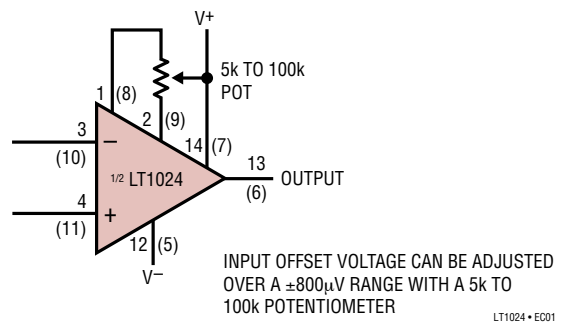 V+
5k TO 100k
POT
1 (8)
2 (9)
14 (7)
3
(10)
–
1/2 LT1024
13
(6)
OUTPUT
4
(11)
+
12 (5)
V–
INPUT OFFSET VOLTAGE CAN BE ADJUSTED
OVER A ±800µV RANGE WITH A 5k TO
100k POTENTIOMETER
LT1024 • EC01